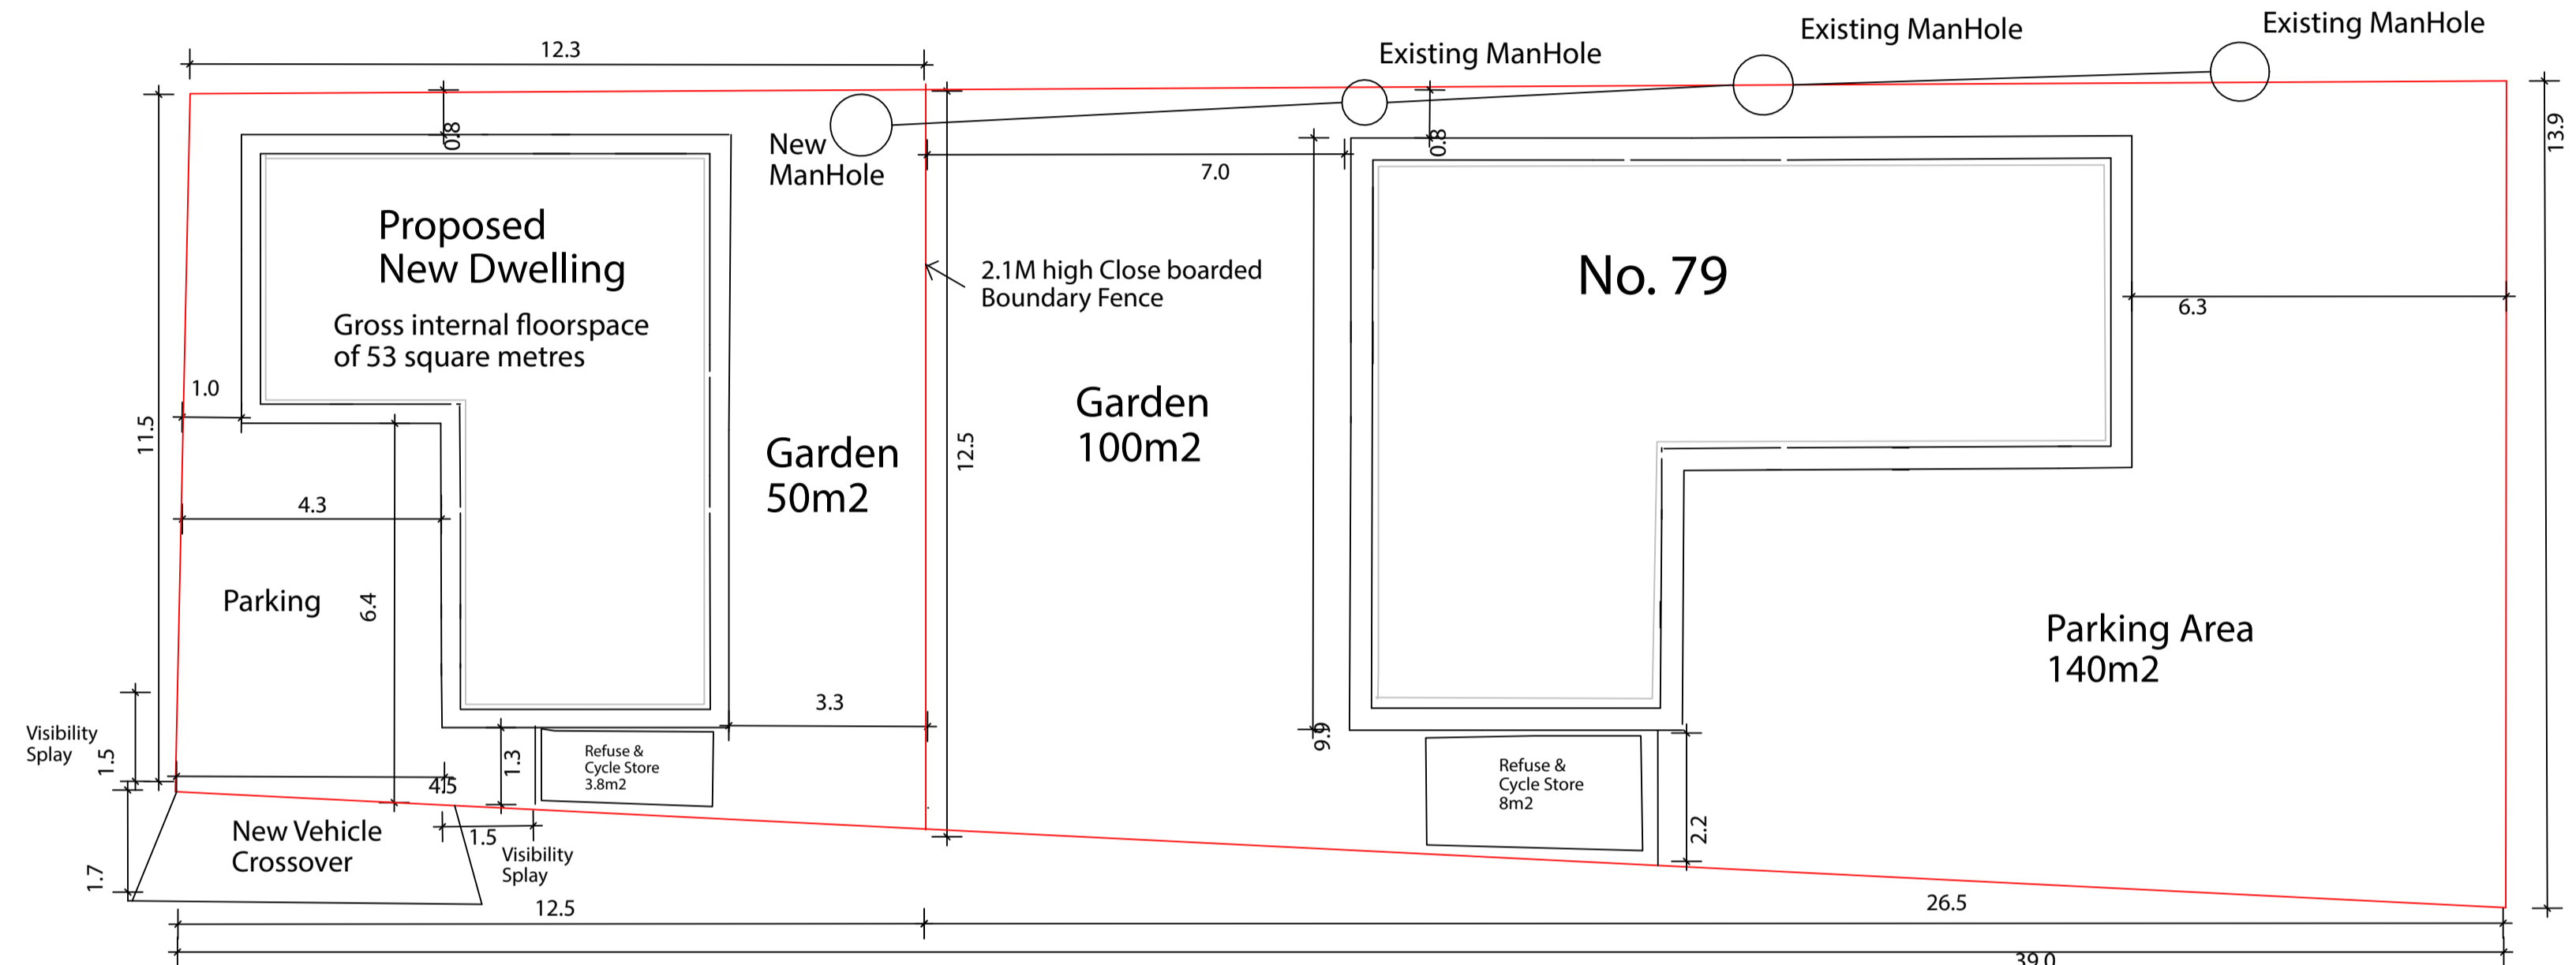 Existing ManHole
Existing ManHole
Existing ManHole
12.3
0.8
0.8
13.9
New
ManHole
7.0
Proposed
New Dwelling
Gross internal floorspace
of 53 square metres
2.1M high Close boarded
Boundary Fence
No. 79
6.3
1.0
11.5
Garden
50m2
12.5
Garden
100m2
4.3
Parking
6.4
Parking Area
140m2
3.3
Visibility
Splay
1.5
4.5
1.3
Refuse &
Cycle Store
3.8m2
9.9
Refuse &
Cycle Store
8m2
2.2
New Vehicle
Crossover
1.7
1.5
Visibility
Splay
12.5
26.5
39.0